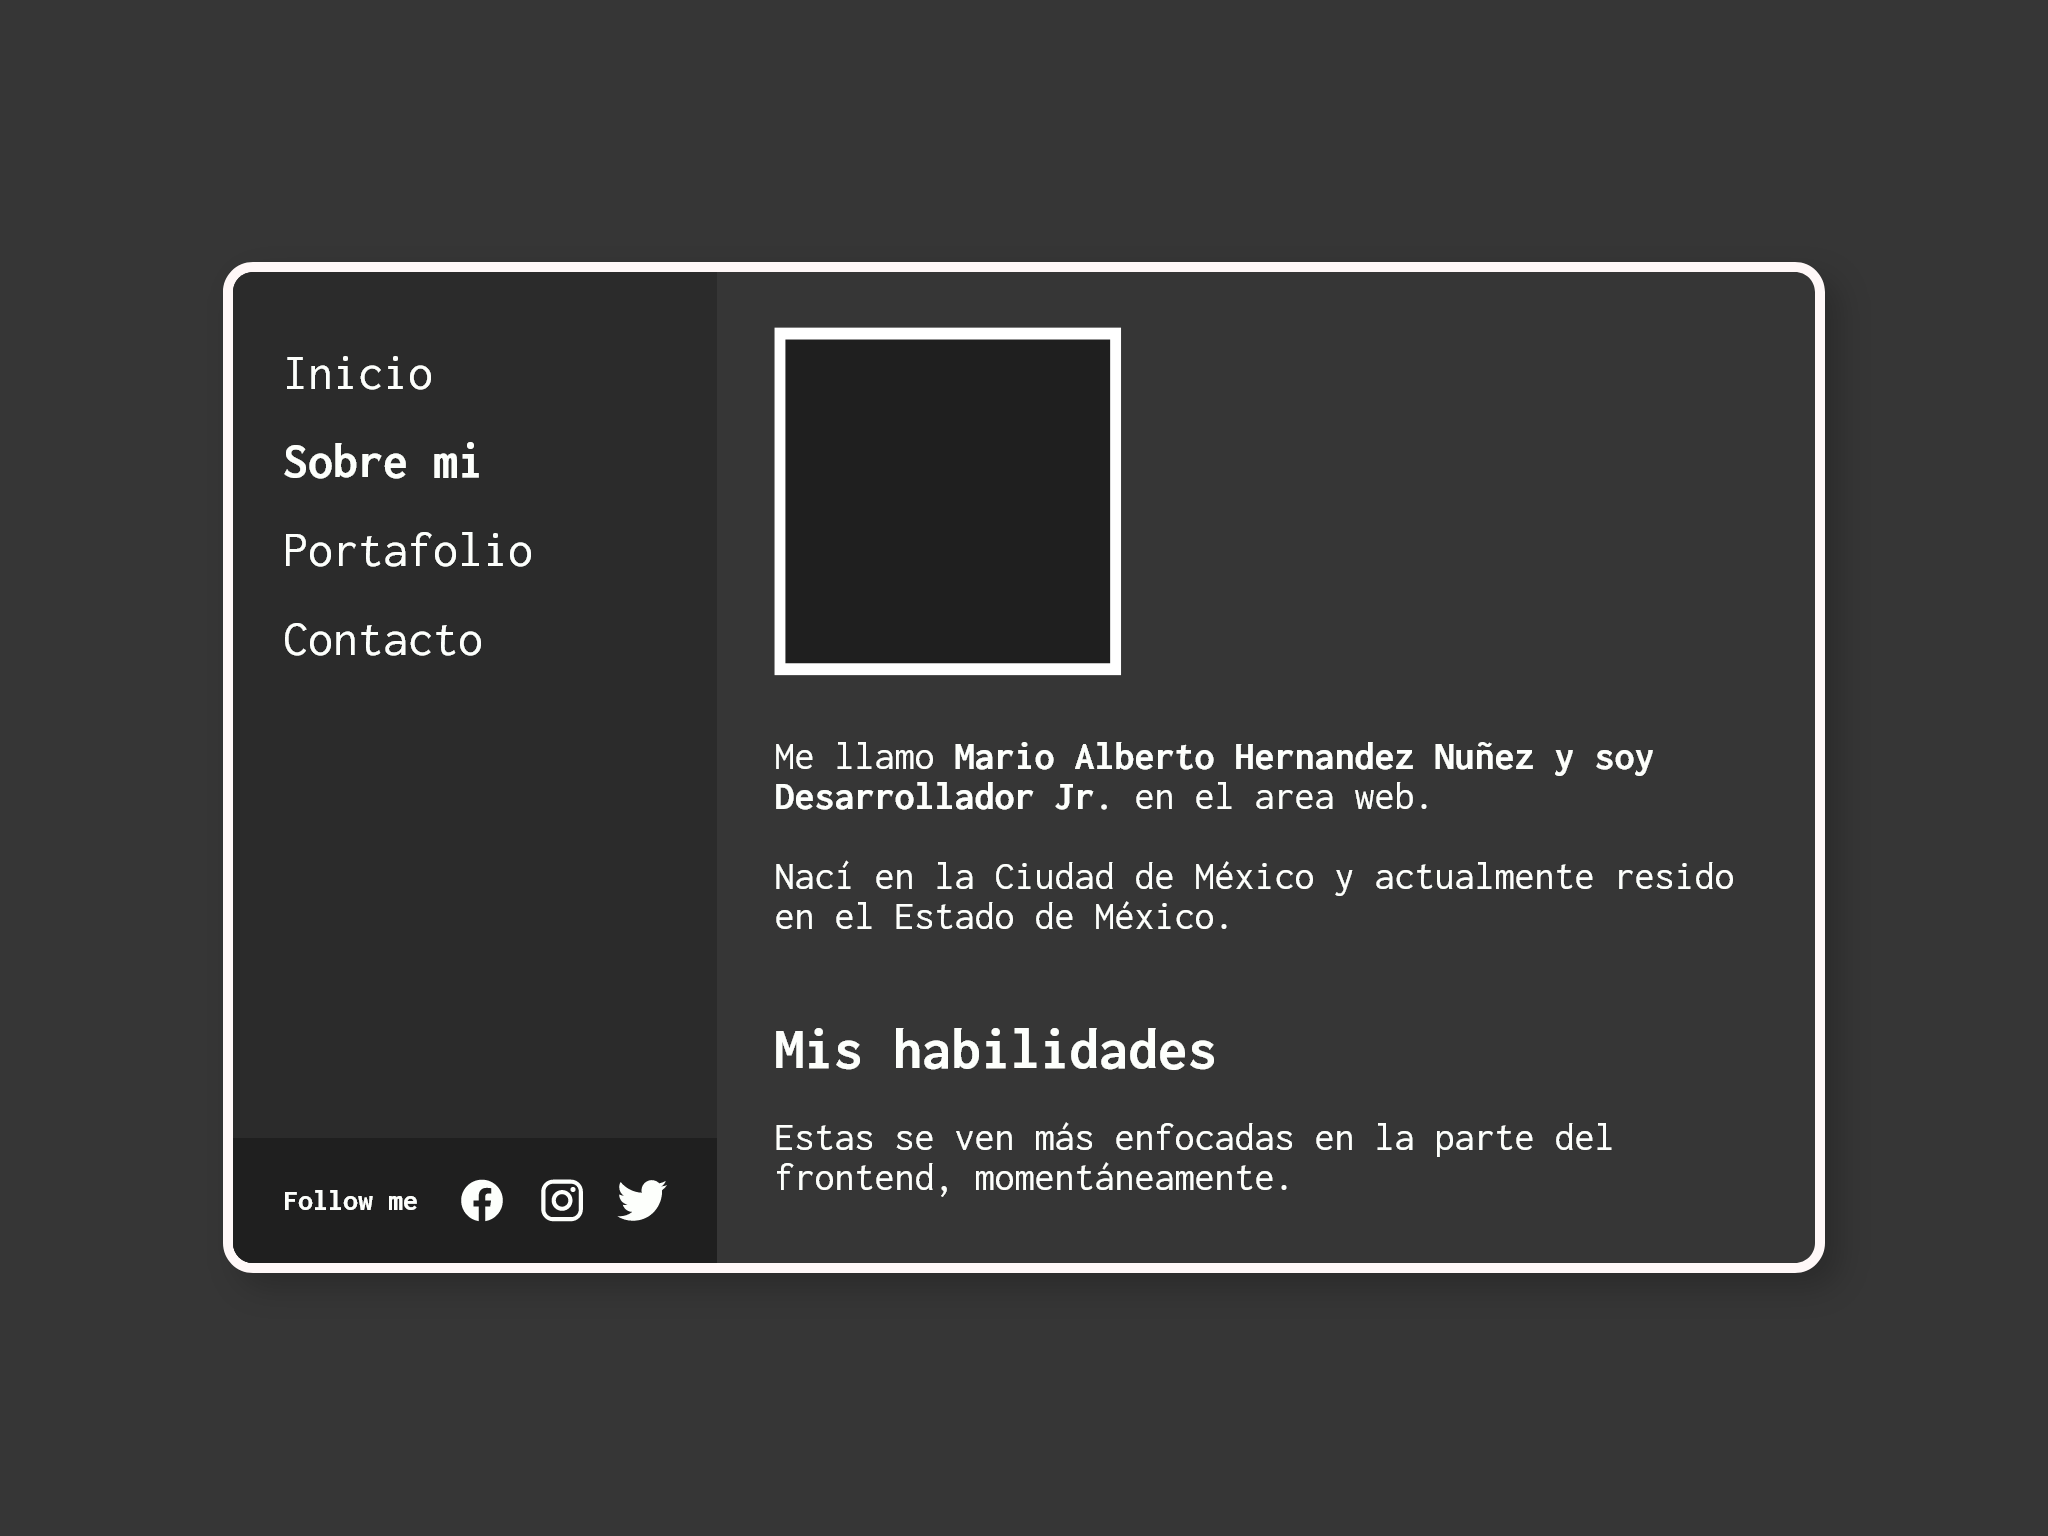 Inicio
Sobre mi
Portafolio
Contacto
Follow me
Me llamo Mario Alberto Hernandez Nuñez y soy
Desarrollador Jr. en el area web.
Nací en la Ciudad de México y actualmente resido
en el Estado de México.
Mis habilidades
Estas se ven más enfocadas en la parte del
frontend, momentáneamente.